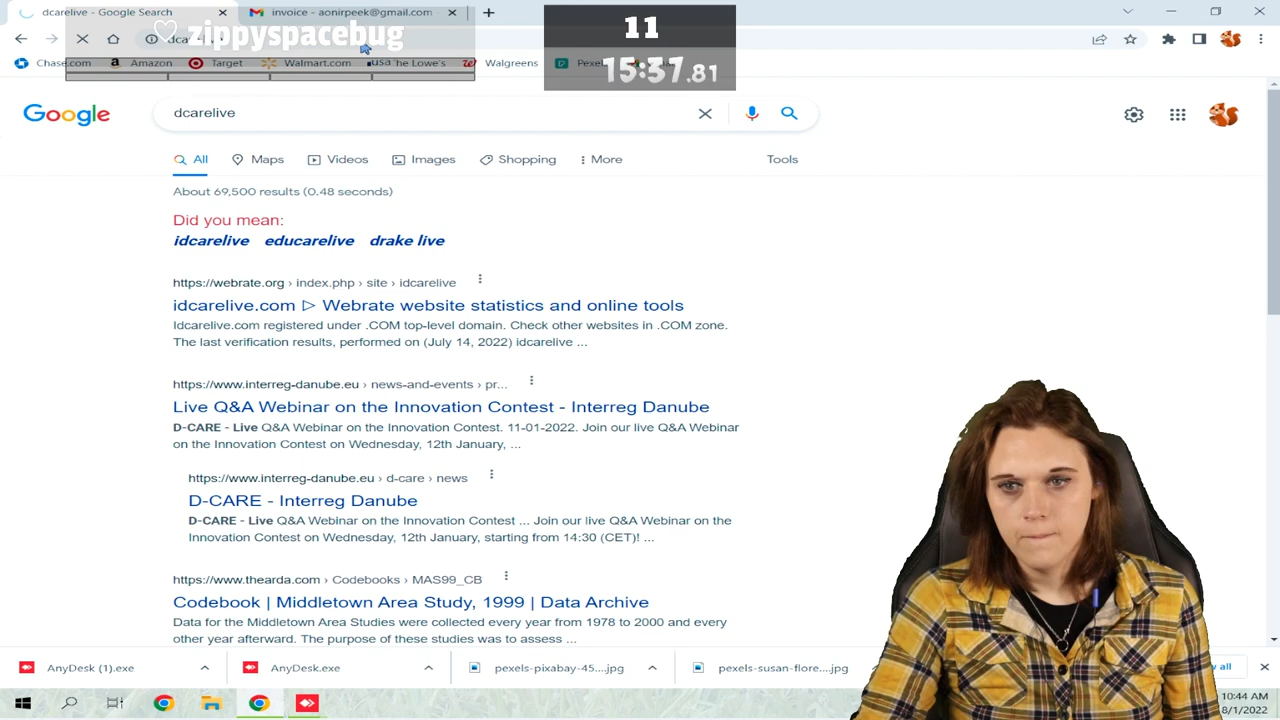 dcarelive - Google Search
invoice - aonirpeek@gmail.com
zippyspacebug
11
15:37.81
Chase.com
Amazon
Target
Walmart.com
The Lowe's
Walgreens
Google
dcarelive
All
Maps
Videos
Images
Shopping
More
Tools
About 69,500 results (0.48 seconds)
Did you mean:
idcarelive educarelive drake live
https://webrate.org › index.php › site › idcarelive
idcarelive.com ▷ Webrate website statistics and online tools
Idcarelive.com registered under .COM top-level domain. Check other websites in .COM zone.
The last verification results, performed on (July 14, 2022) idcarelive ...
https://www.interreg-danube.eu › news-and-events › pr...
Live Q&A Webinar on the Innovation Contest - Interreg Danube
D-CARE - Live Q&A Webinar on the Innovation Contest. 11-01-2022. Join our live Q&A Webinar
on the Innovation Contest on Wednesday, 12th January, ...
https://www.interreg-danube.eu › d-care › news
D-CARE - Interreg Danube
D-CARE - Live Q&A Webinar on the Innovation Contest ... Join our live Q&A Webinar on the
Innovation Contest on Wednesday, 12th January, starting from 14:30 (CET)! ...
https://www.thearda.com › Codebooks › MAS99_CB
Codebook | Middletown Area Study, 1999 | Data Archive
Data for the Middletown Area Studies were collected every year from 1978 to 2000 and every
other year afterward. The purpose of these studies was to assess ...
AnyDesk (1).exe
AnyDesk.exe
pexels-pixabay-45....jpg
pexels-susan-flore....jpg
all
10:44 AM
8/1/2022